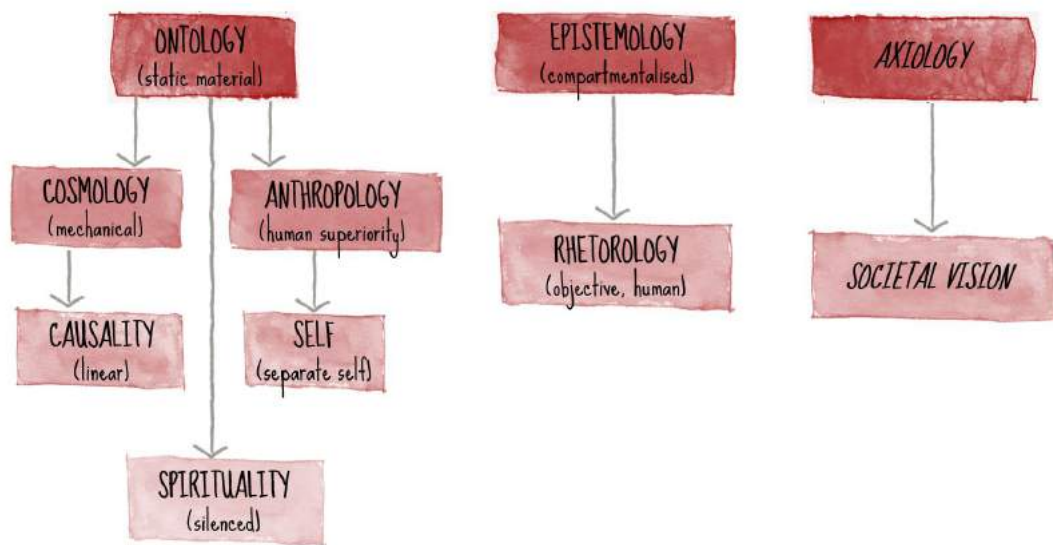 ONTOLOGY
(static material)
EPISTEMOLOGY
(compartmentalised)
AXIOLOGY
COSMOLOGY
(mechanical)
ANTHROPOLOGY
(human superiority)
RHETOROLOGY
(objective, human)
SOCIETAL VISION
CAUSALITY
(linear)
SELF
(separate self)
SPIRITUALITY
(silenced)